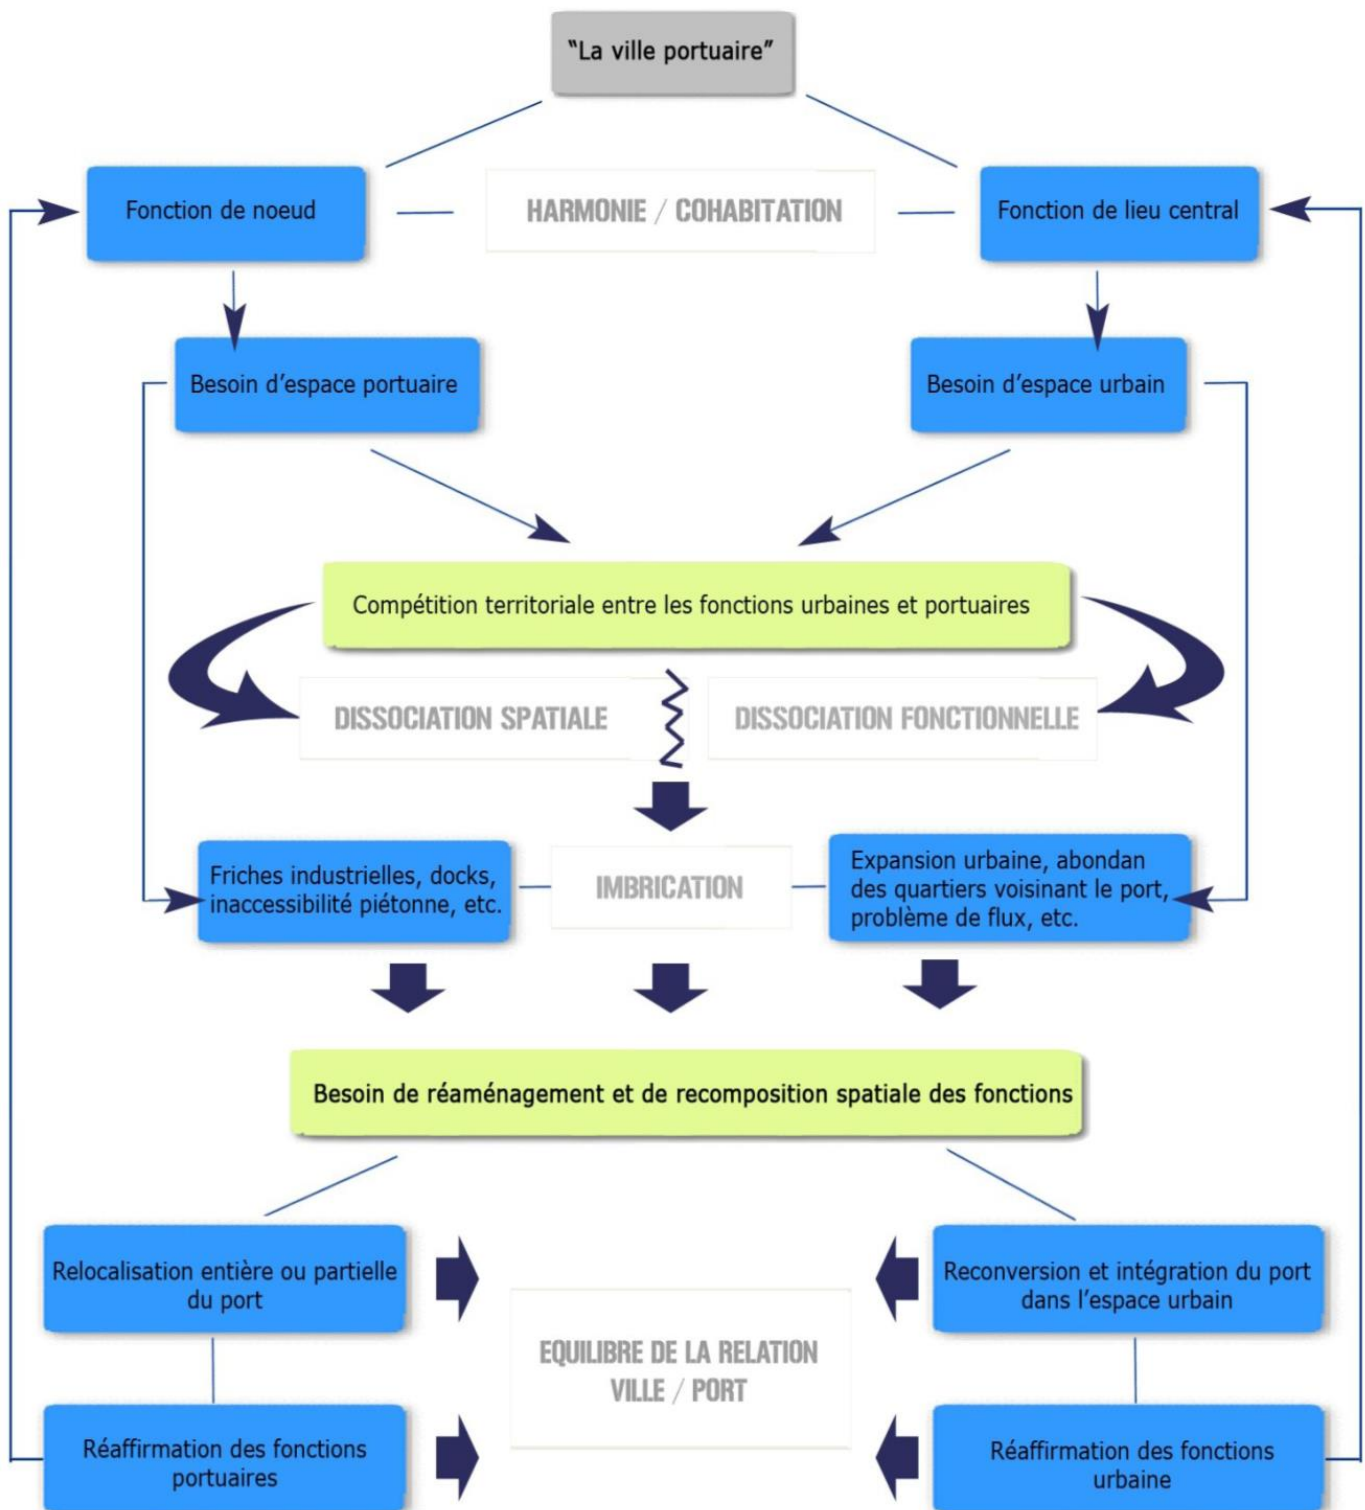 “La ville portuaire”
Fonction de noeud
HARMONIE / COHABITATION
Fonction de lieu central
Besoin d’espace portuaire
Besoin d’espace urbain
Compétition territoriale entre les fonctions urbaines et portuaires
DISSOCIATION SPATIALE
DISSOCIATION FONCTIONNELLE
Friches industrielles, docks,
inaccessibilité piétonne, etc.
IMBRICATION
Expansion urbaine, abondan
des quartiers voisinant le port,
problème de flux, etc.
Besoin de réaménagement et de recomposition spatiale des fonctions
Relocalisation entière ou partielle
du port
Reconversion et intégration du port
dans l’espace urbain
EQUILIBRE DE LA RELATION
VILLE / PORT
Réaffirmation des fonctions
portuaires
Réaffirmation des fonctions
urbaine